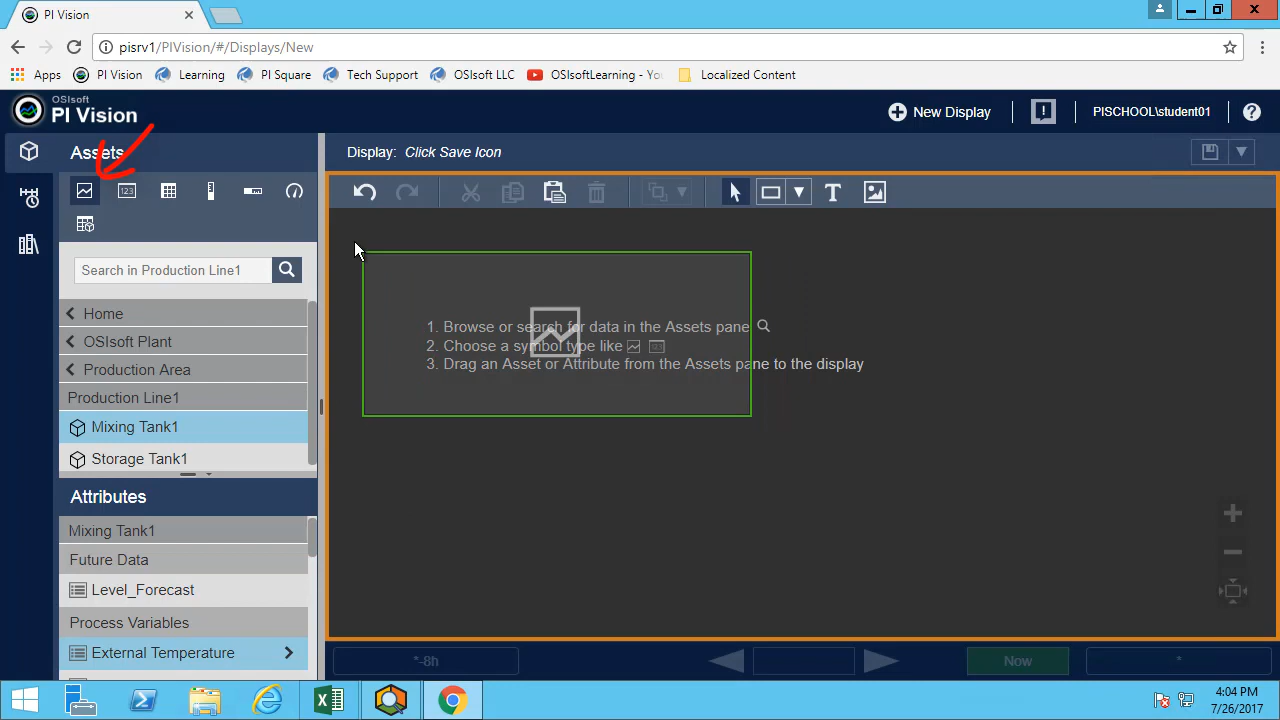 PI Vision
pisrv1/PIVision/#/Displays/New
Apps PI Vision Learning PI Square Tech Support OSIsoft LLC OSIsoftLearning - Yo Localized Content
OSIsoft
PI Vision
New Display
PISCHOOL\student01
Assets
Display: Click Save Icon
123
T
Search in Production Line1
Home
OSIsoft Plant
Production Area
Production Line1
Mixing Tank1
Storage Tank1
1. Browse or search for data in the Assets pane
2. Choose a symbol type like
3. Drag an Asset or Attribute from the Assets pane to the display
Attributes
Mixing Tank1
Future Data
Level_Forecast
Process Variables
External Temperature
*-8h
Now
*
4:04 PM
7/26/2017